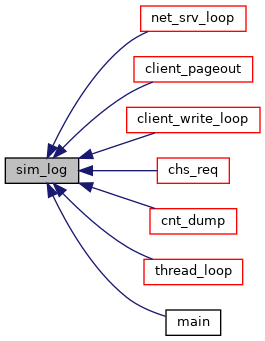 net_srv_loop
client_pageout
client_write_loop
sim_log
chs_req
cnt_dump
thread_loop
main